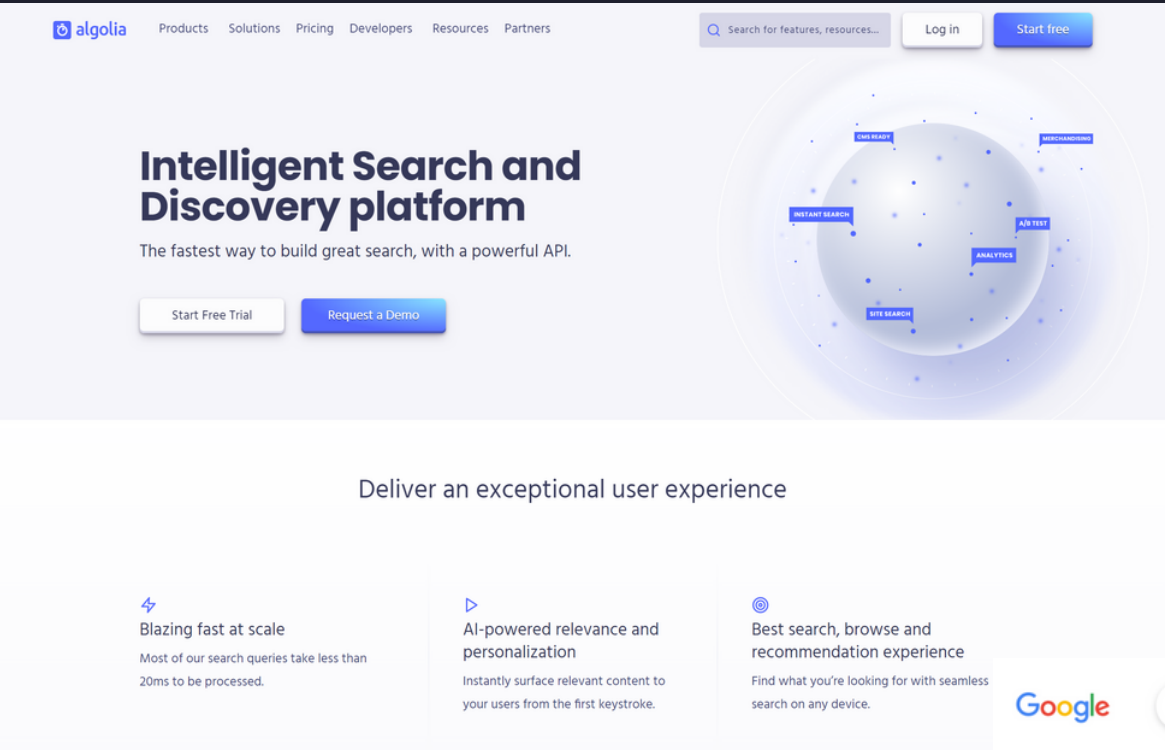 algolia
Products Solutions Pricing Developers Resources Partners
Search for features, resources...
Log in
Start free
CMS READY
MERCHANDISING
Intelligent Search and
Discovery platform
INSTANT SEARCH
A/B TEST
The fastest way to build great search, with a powerful API.
ANALYTICS
Start Free Trial
Request a Demo
SITE SEARCH
Deliver an exceptional user experience
Blazing fast at scale
Most of our search queries take less than
20ms to be processed.
AI-powered relevance and
personalization
Instantly surface relevant content to
your users from the first keystroke.
Best search, browse and
recommendation experience
Find what you’re looking for with seamless
search on any device.
Google